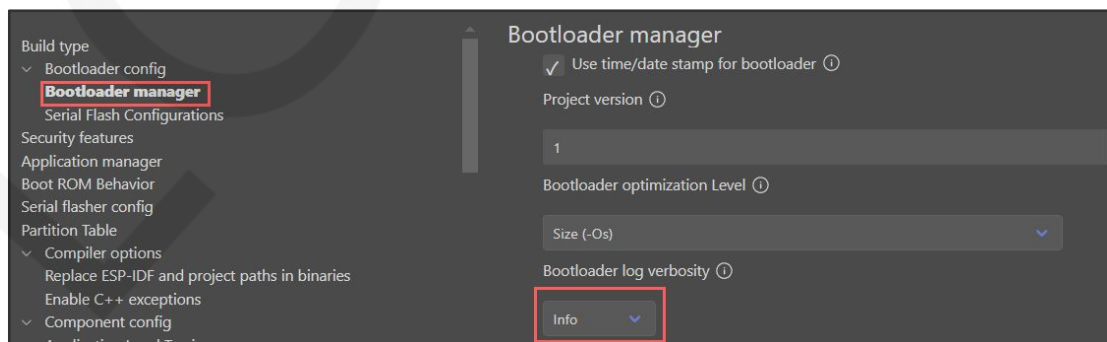 Build type
Bootloader config
Bootloader manager
Serial Flash Configurations
Security features
Application manager
Boot ROM Behavior
Serial flasher config
Partition Table
Compiler options
Replace ESP-IDF and project paths in binaries
Enable C++ exceptions
Component config
Bootloader manager
Use time/date stamp for bootloader
Project version
1
Bootloader optimization Level
Size (-Os)
Bootloader log verbosity
Info